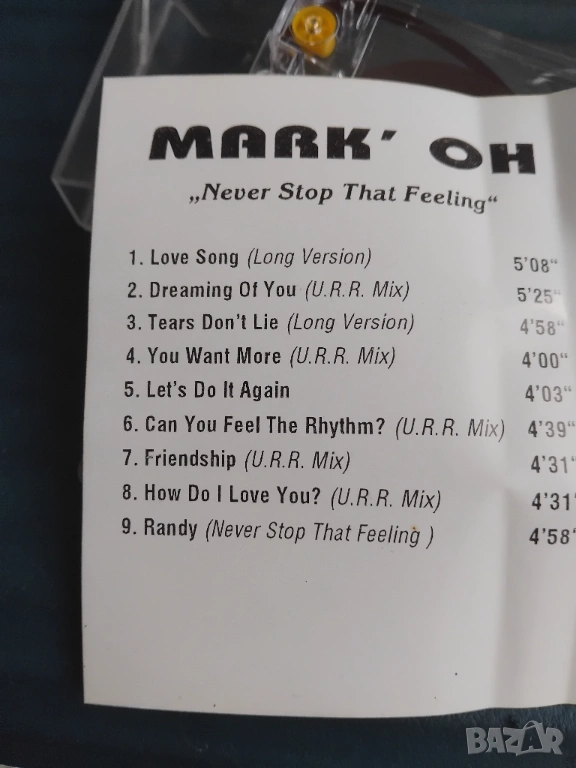 MARK' OH
„Never Stop That Feeling“
1. Love Song (Long Version) 5'08“
2. Dreaming Of You (U.R.R. Mix) 5'25“
3. Tears Don't Lie (Long Version) 4'58“
4. You Want More (U.R.R. Mix) 4'00“
5. Let's Do It Again 4'03“
6. Can You Feel The Rhythm? (U.R.R. Mix) 4'39“
7. Friendship (U.R.R. Mix) 4'31“
8. How Do I Love You? (U.R.R. Mix) 4'31
9. Randy (Never Stop That Feeling ) 4'58“
BAZAR